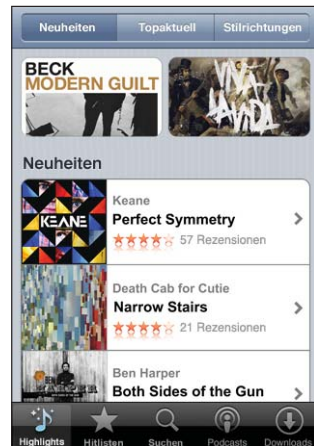 Neuheiten Topaktuell Stilrichtungen
BECK
MODERN GUILT
VIVA
LA VIDA
Neuheiten
KEANE
Keane
Perfect Symmetry
57 Rezensionen
Death Cab for Cutie
Narrow Stairs
21 Rezensionen
Ben Harper
Both Sides of the Gun
Highlights Hitlisten Suchen Podcasts Downloads